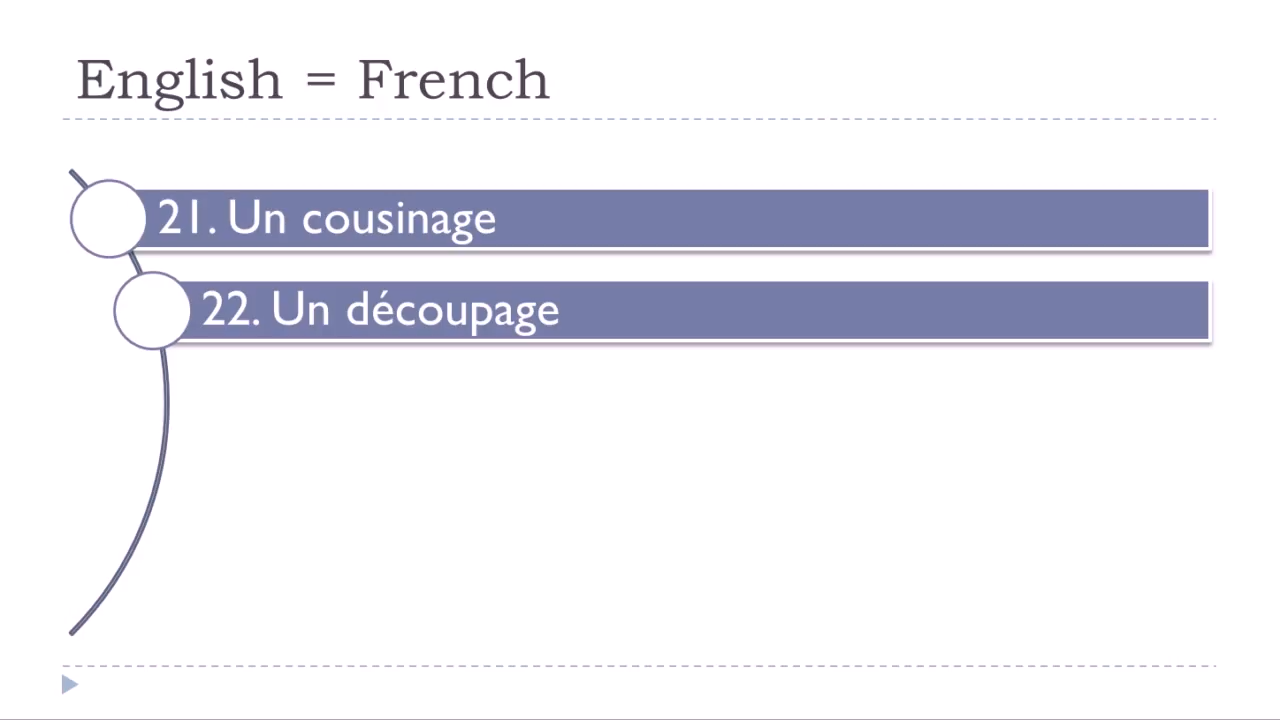 English = French
21. Un cousinage
22. Un découpage